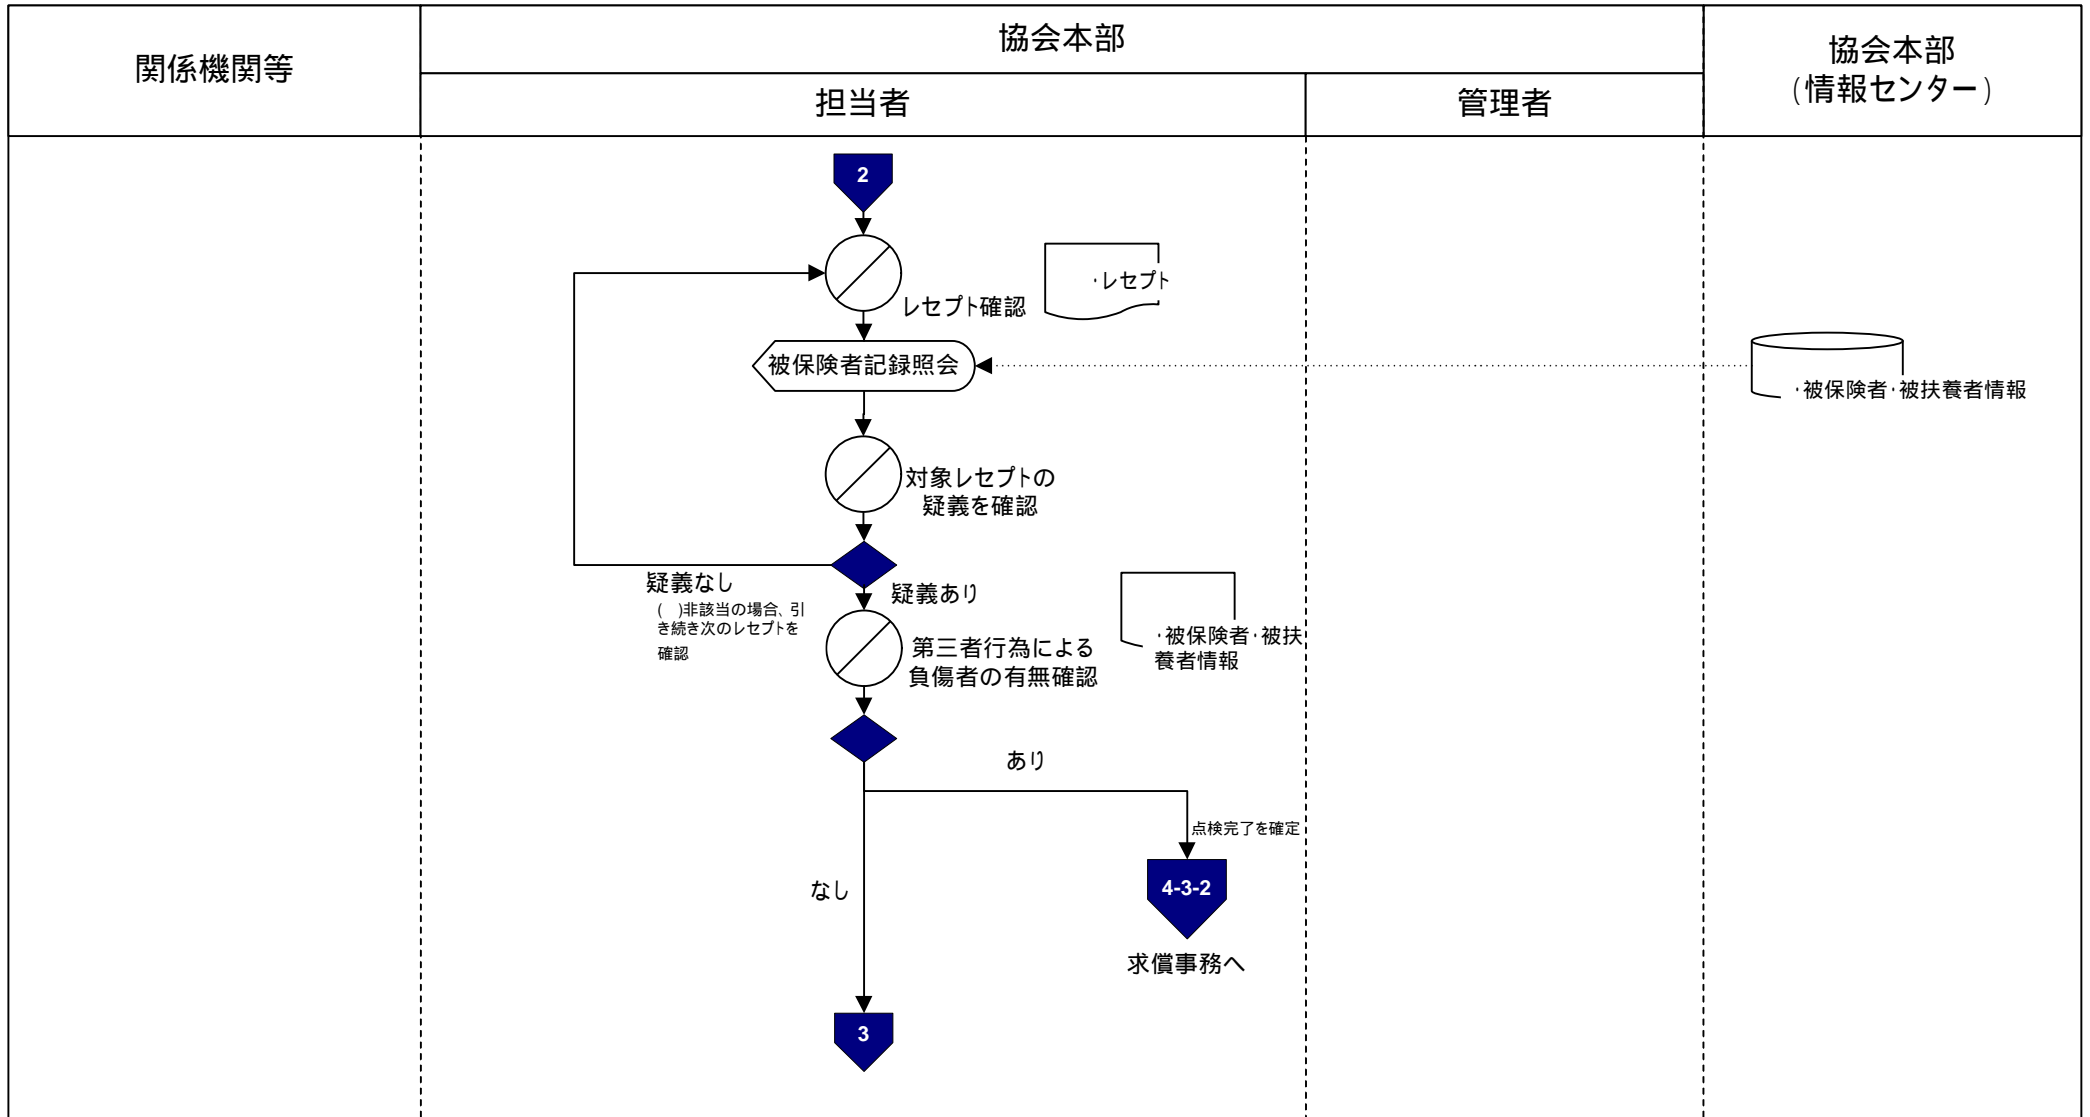 関係機関等
協会本部
協会本部
(情報センター)
担当者
管理者
2
・レセプト
レセプト確認
被保険者記録照会
・被保険者・被扶養者情報
対象レセプトの
疑義を確認
疑義なし
(　)非該当の場合、引
き続き次のレセプトを
確認
疑義あり
第三者行為による
負傷者の有無確認
・被保険者・被扶
養者情報
あり
点検完了を確定
なし
4-3-2
求償事務へ
3